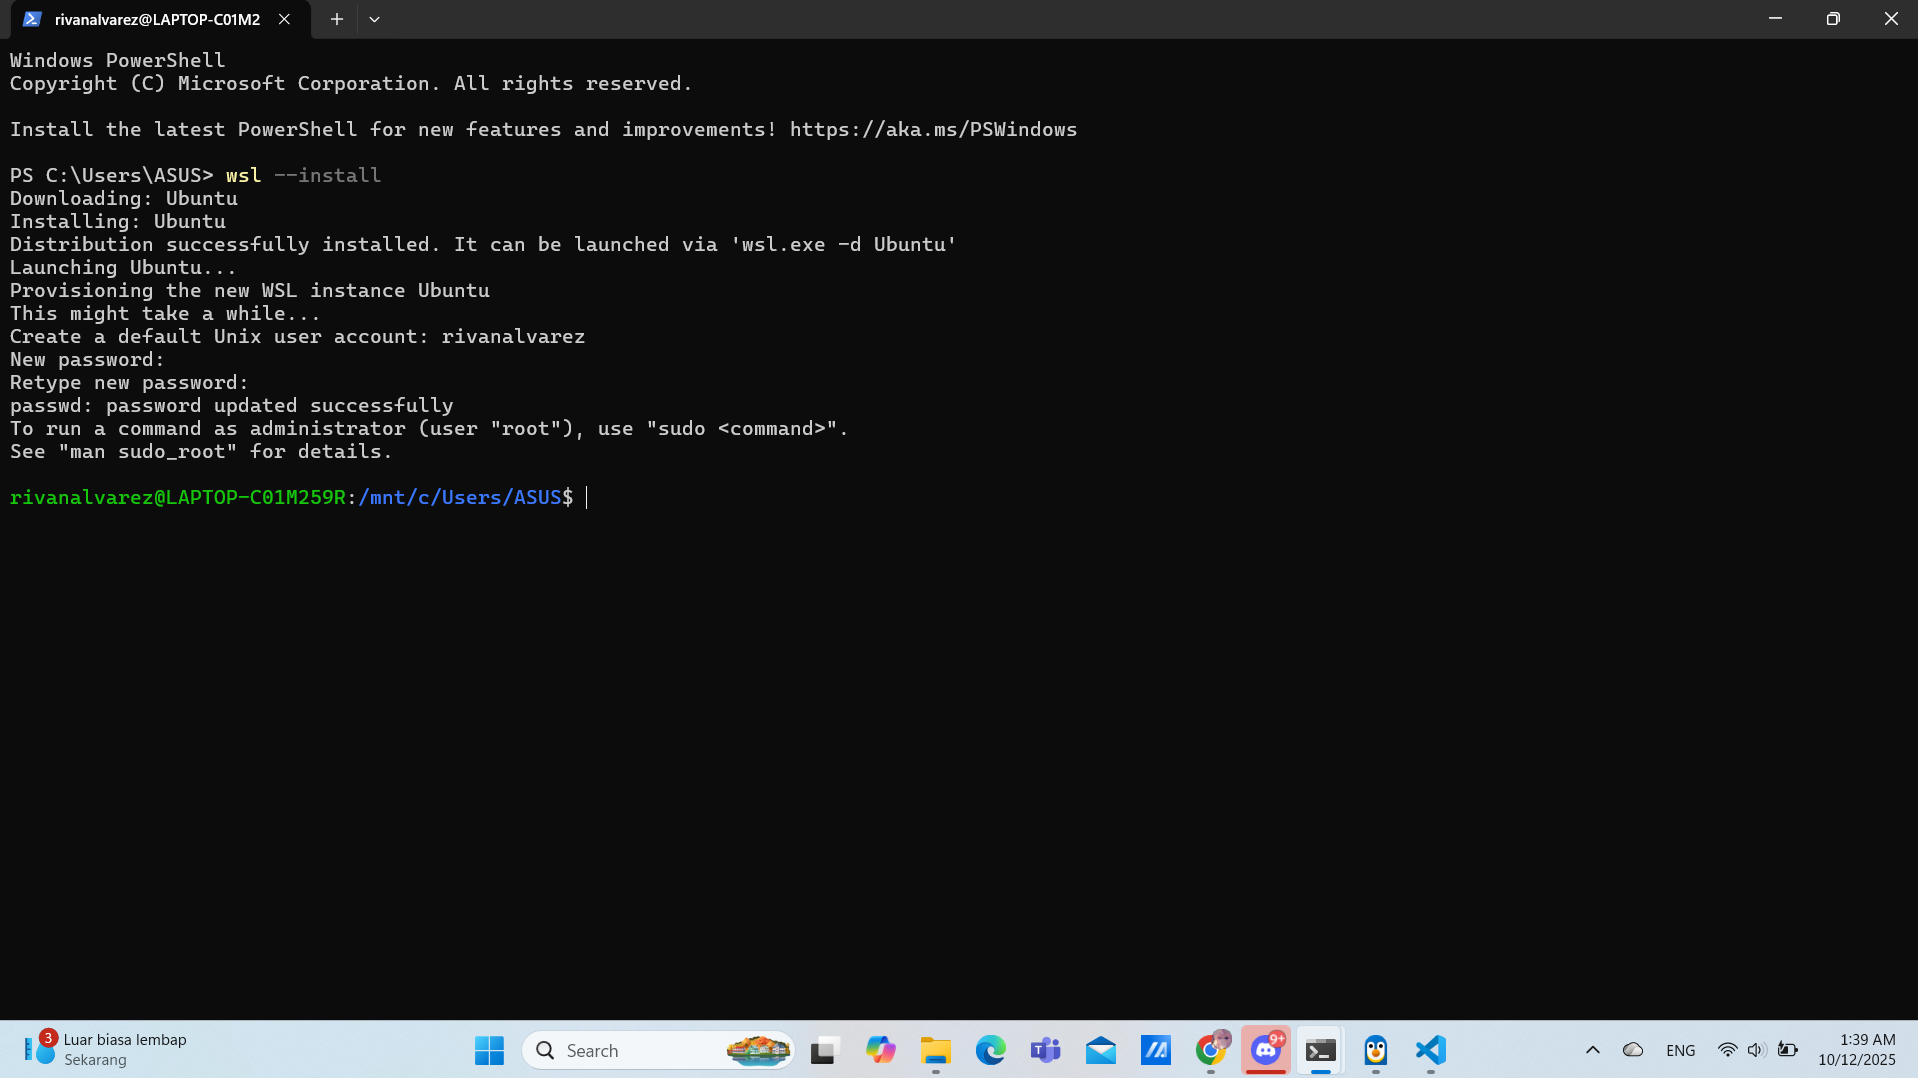 rivanalvarez@LAPTOP-C01M2
Windows PowerShell
Copyright (C) Microsoft Corporation. All rights reserved.
Install the latest PowerShell for new features and improvements! https://aka.ms/PSWindows
PS C:\Users\ASUS> wsl --install
Downloading: Ubuntu
Installing: Ubuntu
Distribution successfully installed. It can be launched via 'wsl.exe -d Ubuntu'
Launching Ubuntu...
Provisioning the new WSL instance Ubuntu
This might take a while...
Create a default Unix user account: rivanalvarez
New password:
Retype new password:
passwd: password updated successfully
To run a command as administrator (user "root"), use "sudo <command>".
See "man sudo_root" for details.
rivanalvarez@LAPTOP-C01M259R:/mnt/c/Users/ASUS$
3
Luar biasa lembap
Sekarang
Search
9+
ENG
1:39 AM
10/12/2025